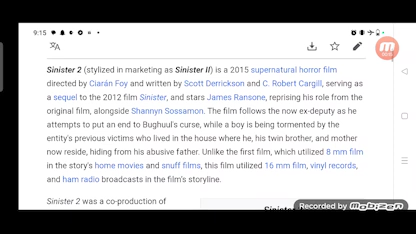 9:15
Sinister 2 (stylized in marketing as Sinister II) is a 2015 supernatural horror film
directed by Ciarán Foy and written by Scott Derrickson and C. Robert Cargill, serving as
a sequel to the 2012 film Sinister, and stars James Ransone, reprising his role from the
original film, alongside Shannyn Sossamon. The film follows the now ex-deputy as he
attempts to put an end to Bughuul's curse, while a boy is being tormented by the
entity's previous victims who lived in the house where he, his twin brother, and mother
now reside, hiding from his abusive father. Unlike the first film, which utilized 8 mm film
in the story's home movies and snuff films, this film utilized 16 mm film, vinyl records,
and ham radio broadcasts in the film's storyline.
Sinister 2 was a co-production of
Recorded by mobizen